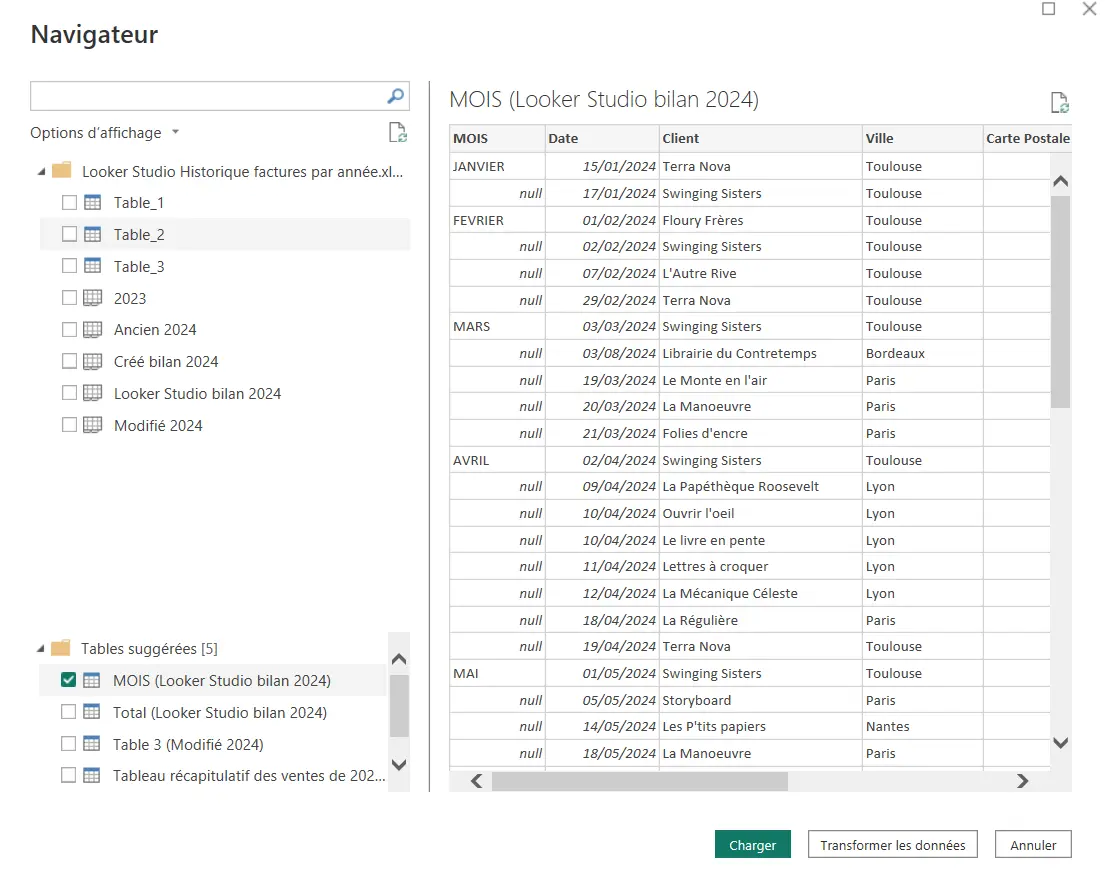 Navigateur
Options d'affichage
Looker Studio Historique factures par année.xl...
Table_1
Table_2
Table_3
2023
Ancien 2024
Créé bilan 2024
Looker Studio bilan 2024
Modifié 2024
Tables suggérées [5]
MOIS (Looker Studio bilan 2024)
Total (Looker Studio bilan 2024)
Table 3 (Modifié 2024)
Tableau récapitulatif des ventes de 202...
MOIS (Looker Studio bilan 2024)
MOIS Date Client Ville Carte Postale
JANVIER 15/01/2024 Terra Nova Toulouse
null 17/01/2024 Swinging Sisters Toulouse
FEVRIER 01/02/2024 Floury Frères Toulouse
null 02/02/2024 Swinging Sisters Toulouse
null 07/02/2024 L'Autre Rive Toulouse
null 29/02/2024 Terra Nova Toulouse
MARS 03/03/2024 Swinging Sisters Toulouse
null 03/08/2024 Librairie du Contretemps Bordeaux
null 19/03/2024 Le Monte en l'air Paris
null 20/03/2024 La Manoeuvre Paris
null 21/03/2024 Folies d'encre Paris
AVRIL 02/04/2024 Swinging Sisters Toulouse
null 09/04/2024 La Papéthèque Roosevelt Lyon
null 10/04/2024 Ouvrir l'oeil Lyon
null 10/04/2024 Le livre en pente Lyon
null 11/04/2024 Lettres à croquer Lyon
null 12/04/2024 La Mécanique Céleste Lyon
null 18/04/2024 La Régulière Paris
null 19/04/2024 Terra Nova Toulouse
MAI 01/05/2024 Swinging Sisters Toulouse
null 05/05/2024 Storyboard Paris
null 14/05/2024 Les P'tits papiers Nantes
null 18/05/2024 La Manoeuvre Paris
Charger
Transformer les données
Annuler